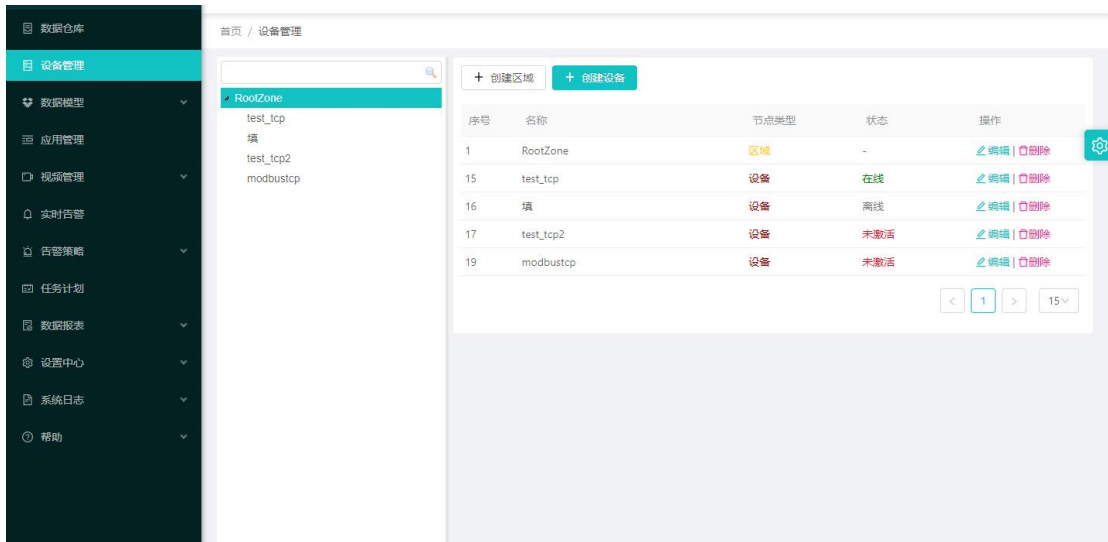 数据仓库
设备管理
数据模型
应用管理
视频管理
实时告警
告警策略
任务计划
数据报表
设置中心
系统日志
帮助
首页 / 设备管理
RootZone
test_tcp
填
test_tcp2
modbustcp
+ 创建区域 + 创建设备
序号 名称 节点类型 状态 操作
1 RootZone 区域 - 编辑 | 删除
15 test_tcp 设备 在线 编辑 | 删除
16 填 设备 离线 编辑 | 删除
17 test_tcp2 设备 未激活 编辑 | 删除
19 modbustcp 设备 未激活 编辑 | 删除
< 1 > 15